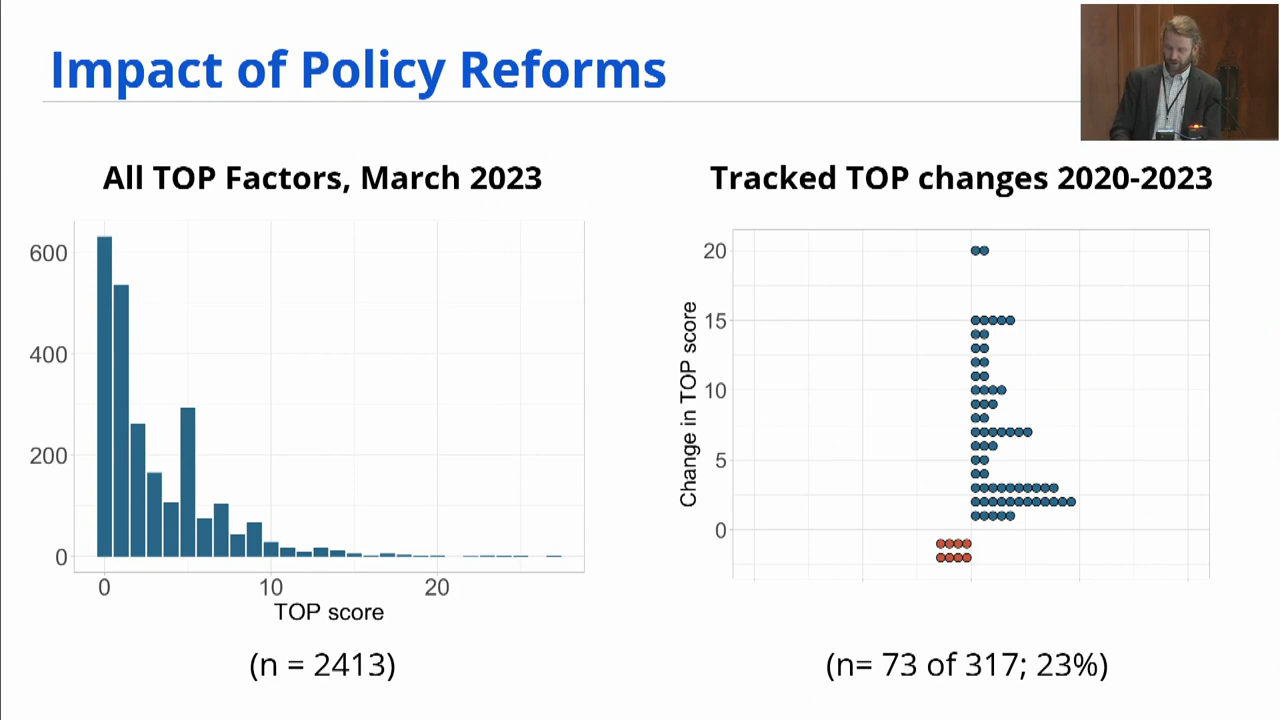 Impact of Policy Reforms
All TOP Factors, March 2023
600
400
200
0
0 10 20
TOP score
(n = 2413)
Tracked TOP changes 2020-2023
Change in TOP score
20
15
10
5
0
(n= 73 of 317; 23%)